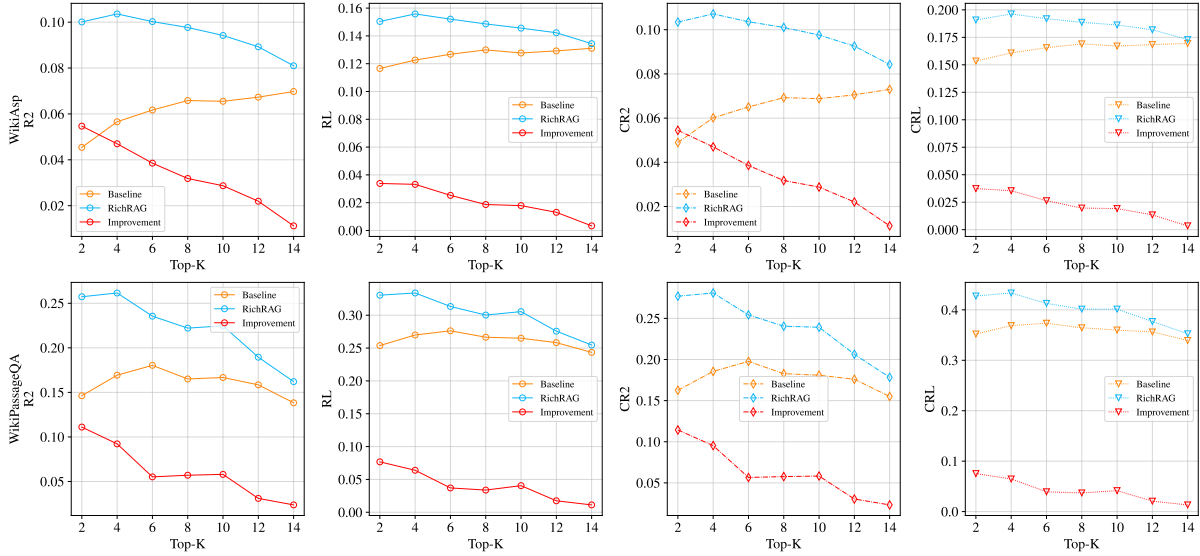 WikiAsp
R2
0.10
0.08
0.06
0.04
0.02
Baseline
RichRAG
Improvement
2 4 6 8 10 12 14
Top-K
RL
0.16
0.14
0.12
0.10
0.08
0.06
0.04
0.02
0.00
Baseline
RichRAG
Improvement
2 4 6 8 10 12 14
Top-K
CR2
0.10
0.08
0.06
0.04
0.02
Baseline
RichRAG
Improvement
2 4 6 8 10 12 14
Top-K
CRL
0.200
0.175
0.150
0.125
0.100
0.075
0.050
0.025
0.000
Baseline
RichRAG
Improvement
2 4 6 8 10 12 14
Top-K
WikiPassageQA
R2
0.25
0.20
0.15
0.10
0.05
Baseline
RichRAG
Improvement
2 4 6 8 10 12 14
Top-K
RL
0.35
0.30
0.25
0.20
0.15
0.10
0.05
0.00
Baseline
RichRAG
Improvement
2 4 6 8 10 12 14
Top-K
CR2
0.25
0.20
0.15
0.10
0.05
Baseline
RichRAG
Improvement
2 4 6 8 10 12 14
Top-K
CRL
0.4
0.3
0.2
0.1
0.0
Baseline
RichRAG
Improvement
2 4 6 8 10 12 14
Top-K